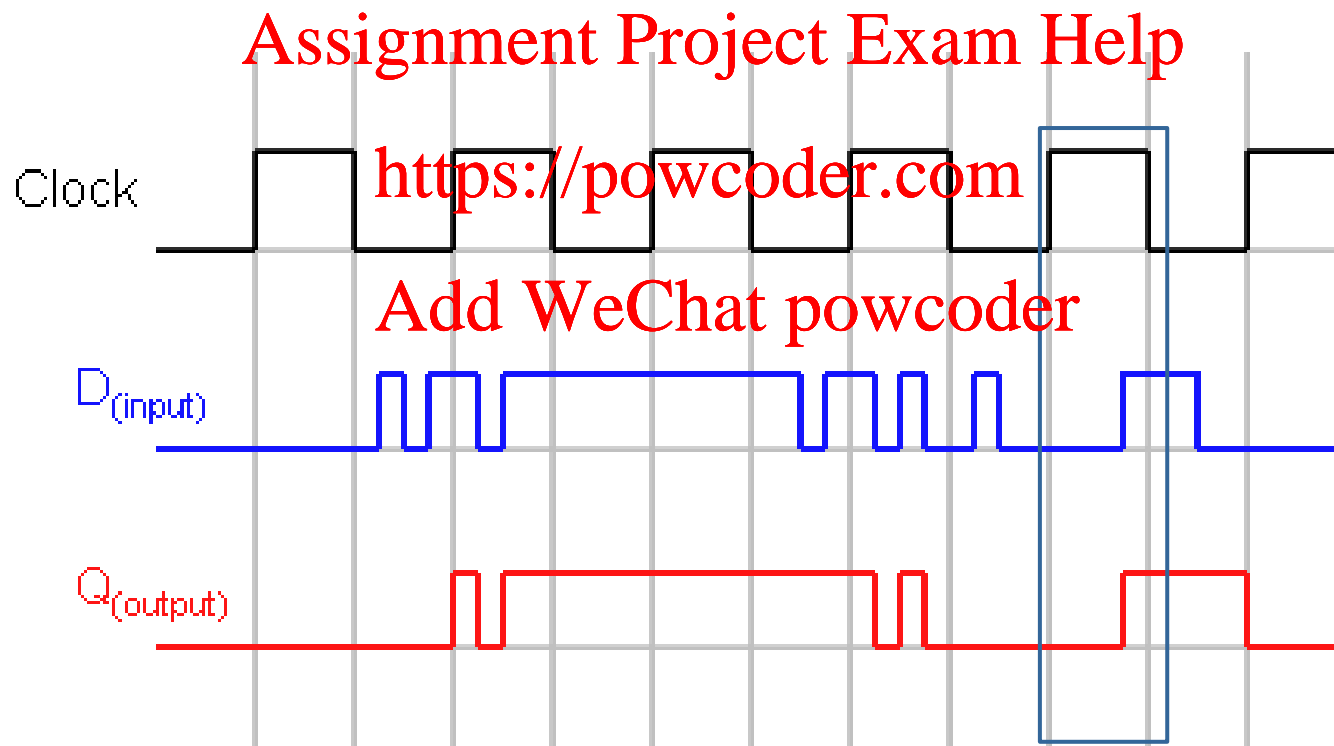 Assignment Project Exam Help
https://powcoder.com
Clock
Add WeChat powcoder
D(input)
Q(output)